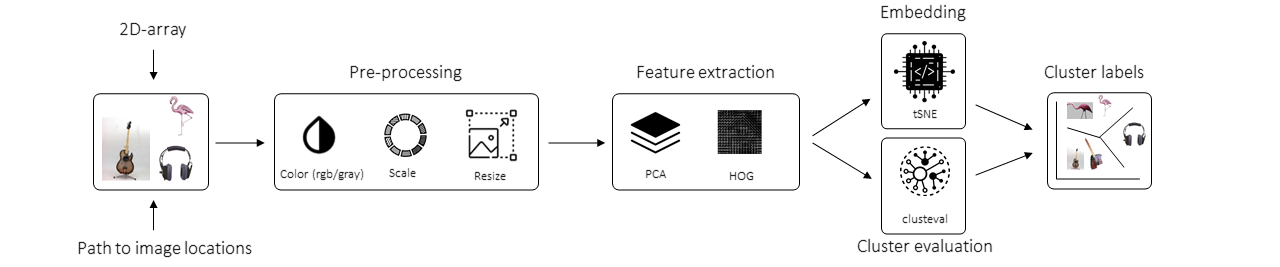 2D-array
Path to image locations
Pre-processing
Color (rgb/gray)
Scale
Resize
Feature extraction
PCA
HOG
Embedding
</>
tSNE
clusteval
Cluster evaluation
Cluster labels